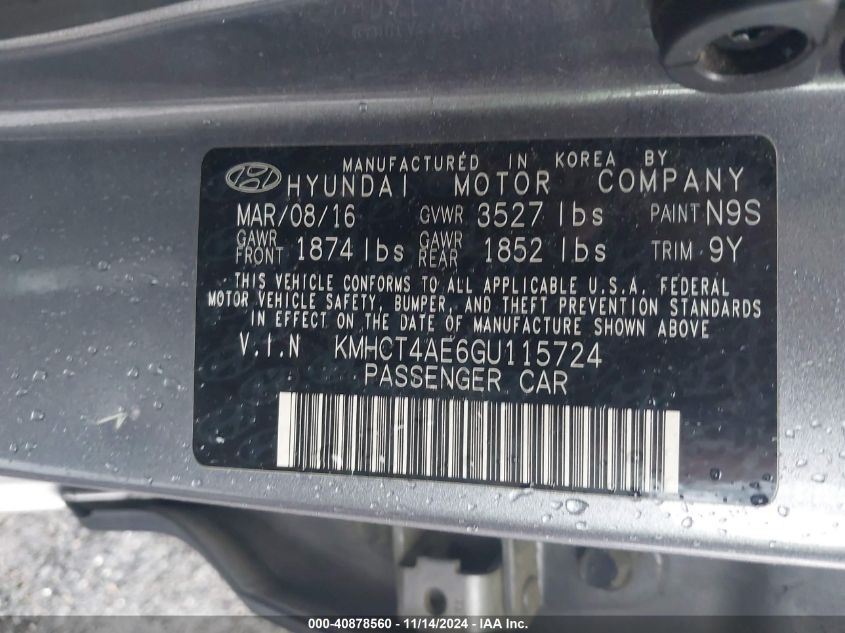 MANUFACTURED IN KOREA BY
HYUNDAI MOTOR COMPANY
MAR/08/16 GVWR 3527 lbs PAINT N9S
GAWR FRONT 1874 lbs GAWR REAR 1852 lbs TRIM 9Y
THIS VEHICLE CONFORMS TO ALL APPLICABLE U.S.A. FEDERAL
MOTOR VEHICLE SAFETY, BUMPER, AND THEFT PREVENTION STANDARDS
IN EFFECT ON THE DATE OF MANUFACTURE SHOWN ABOVE
V.I.N KMHCT4AE6GU115724
PASSENGER CAR
000-40878560 - 11/14/2024 - IAA Inc.